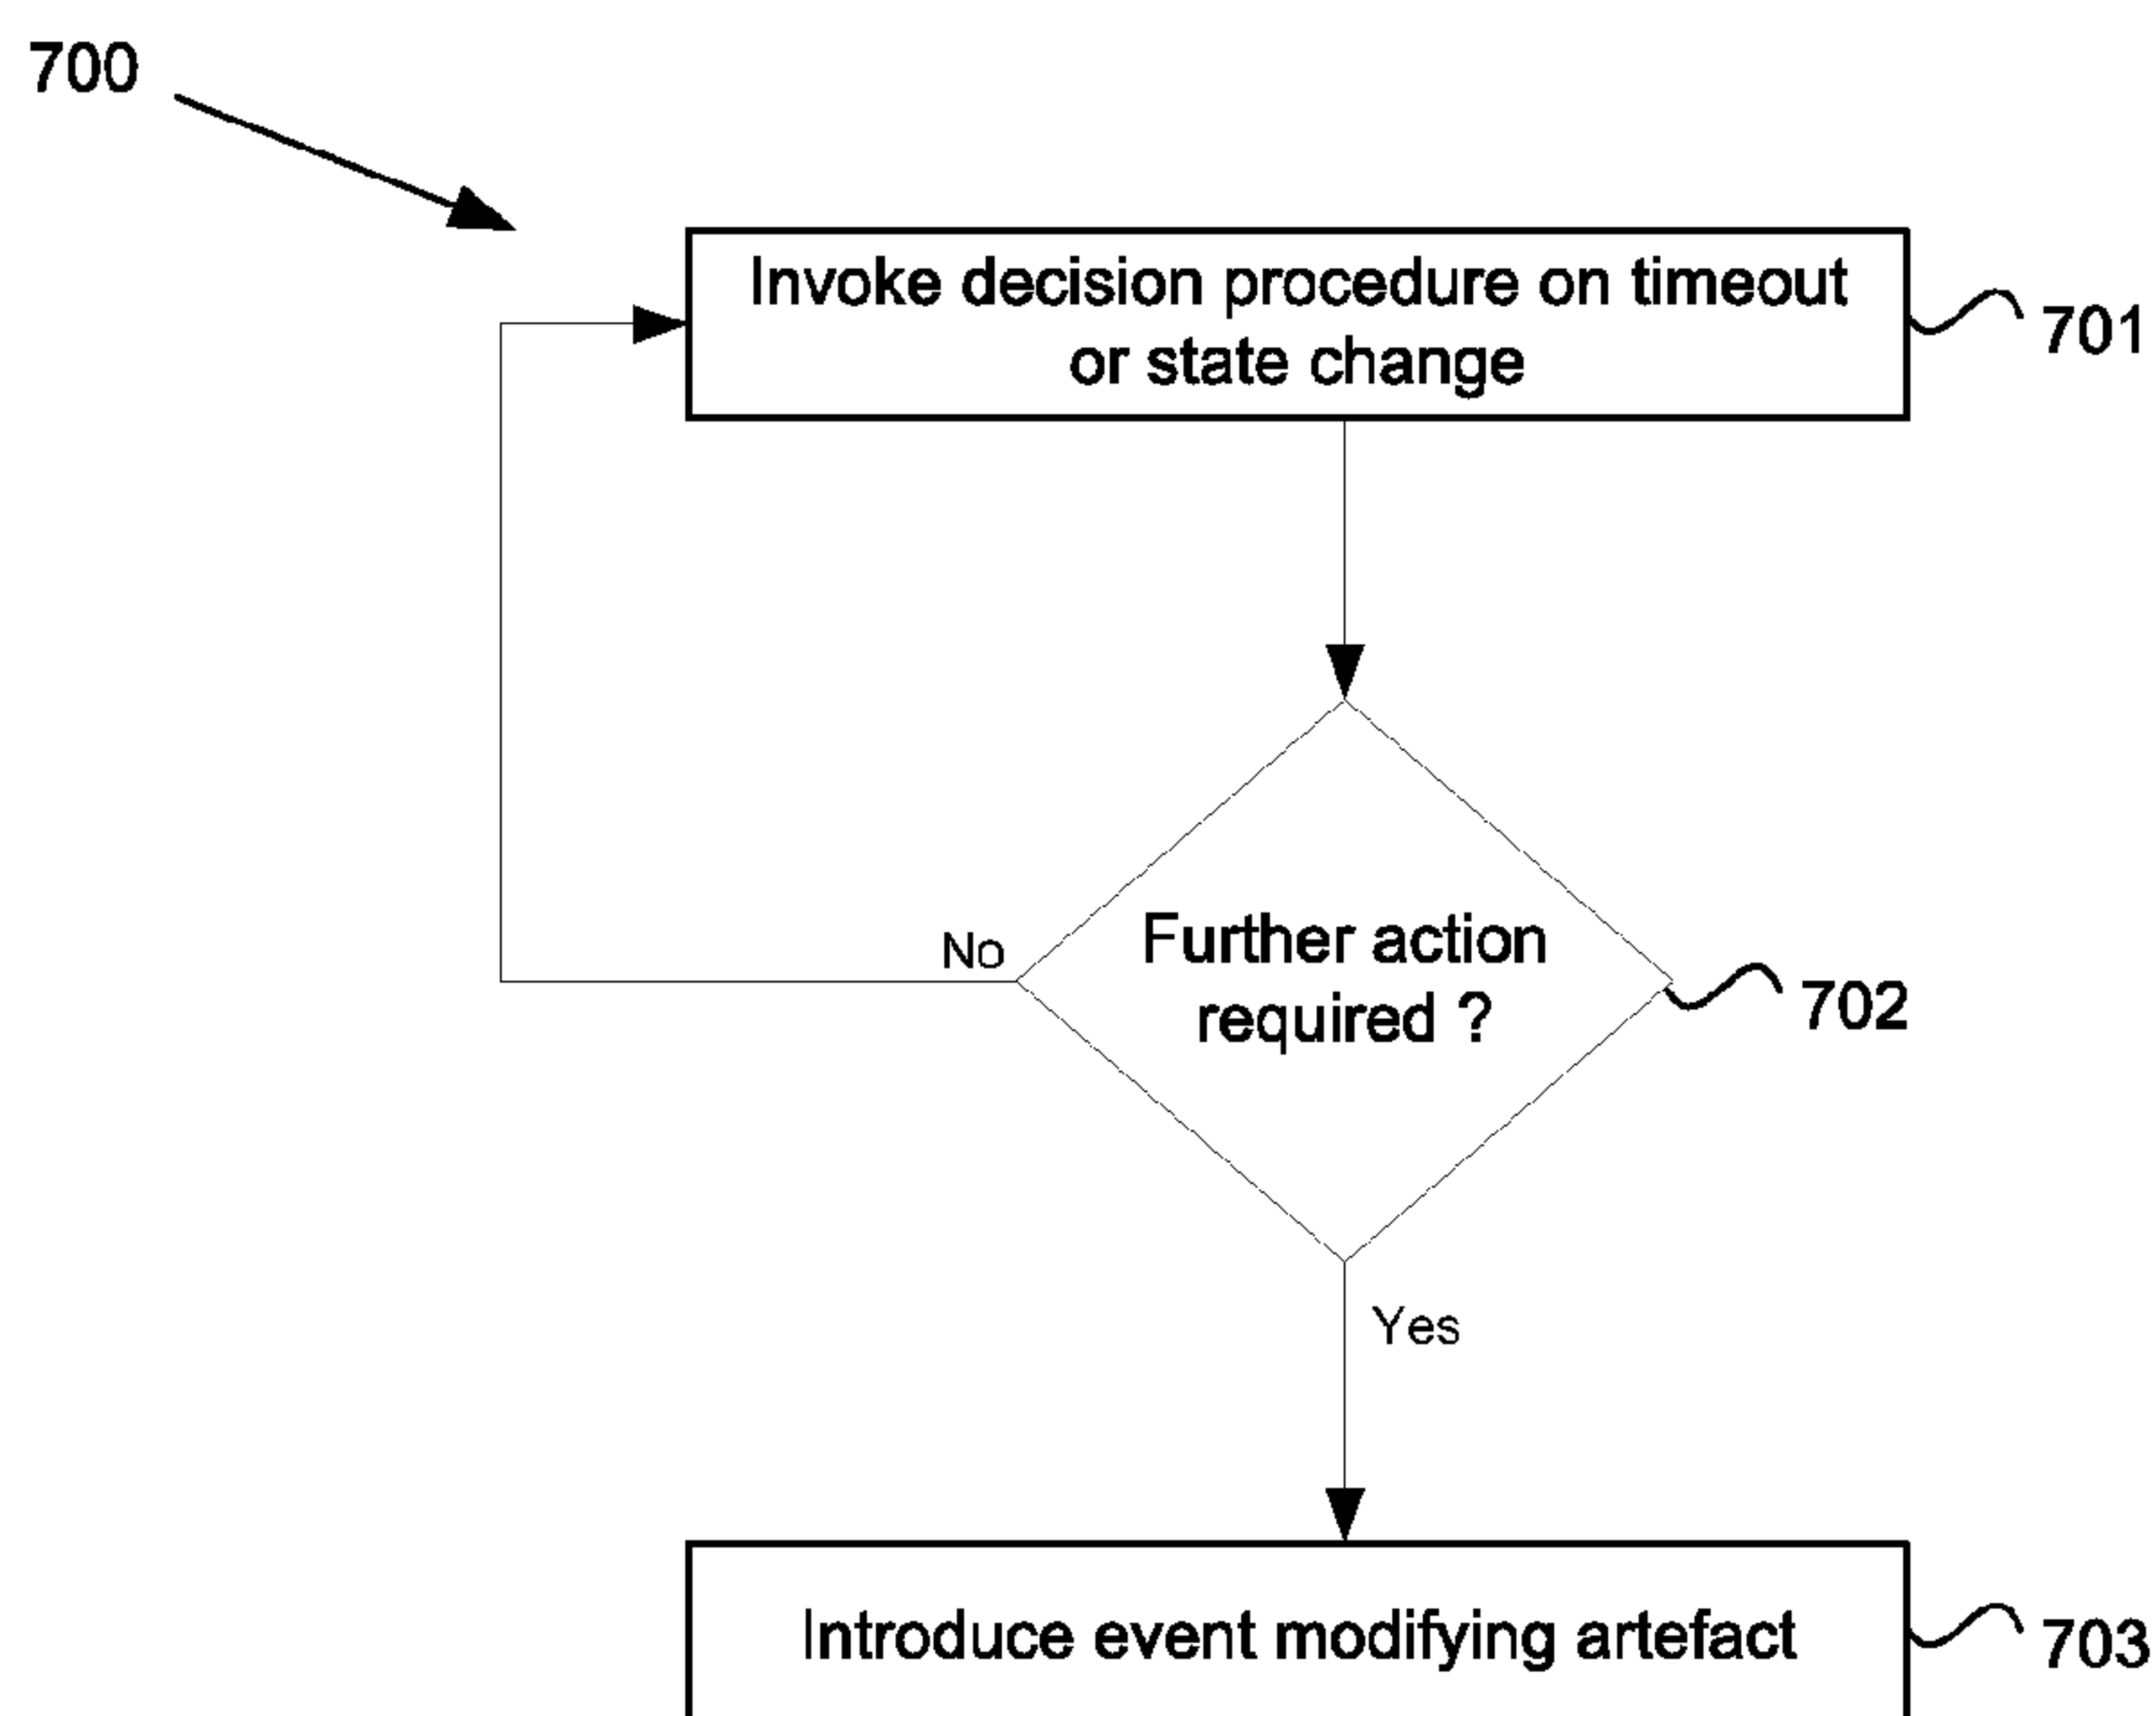 700
Invoke decision procedure on timeout
or state change
701
No
Further action
required ?
702
Yes
Introduce event modifying artefact
703